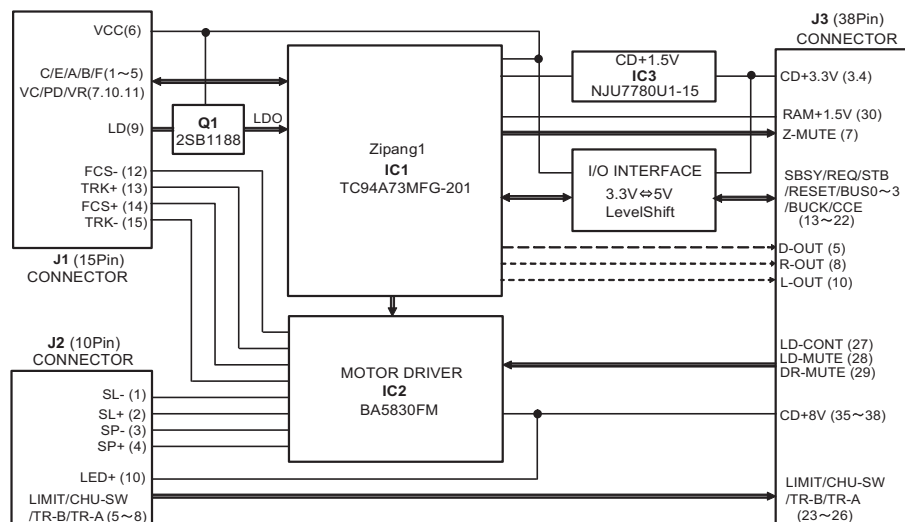 VCC(6)
C/E/A/B/F(1～5)
VC/PD/VR(7.10.11)
LD(9)
FCS- (12)
TRK+ (13)
FCS+ (14)
TRK- (15)
J1 (15Pin)
CONNECTOR
Q1
2SB1188
LDO
Zipang1
IC1
TC94A73MFG-201
CD+1.5V
IC3
NJU7780U1-15
I/O INTERFACE
3.3V⇔5V
LevelShift
J3 (38Pin)
CONNECTOR
CD+3.3V (3.4)
RAM+1.5V (30)
Z-MUTE (7)
SBSY/REQ/STB
/RESET/BUS0～3
/BUCK/CCE
(13～22)
D-OUT (5)
R-OUT (8)
L-OUT (10)
LD-CONT (27)
LD-MUTE (28)
DR-MUTE (29)
CD+8V (35～38)
LIMIT/CHU-SW
/TR-B/TR-A
(23～26)
J2 (10Pin)
CONNECTOR
SL- (1)
SL+ (2)
SP- (3)
SP+ (4)
LED+ (10)
LIMIT/CHU-SW
/TR-B/TR-A (5～8)
MOTOR DRIVER
IC2
BA5830FM